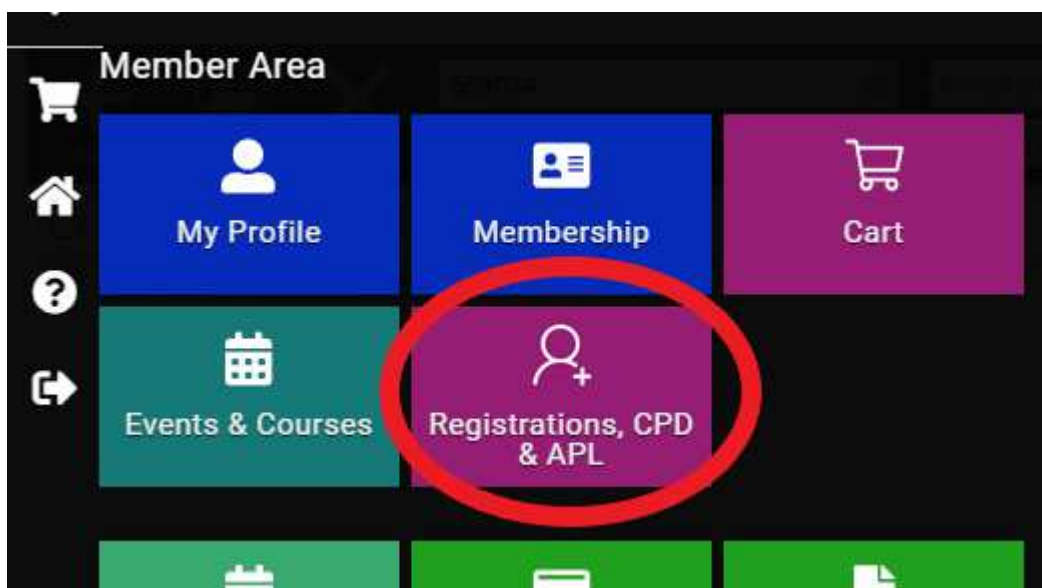 Member Area
My Profile
Membership
Cart
Events & Courses
Registrations, CPD
& APL